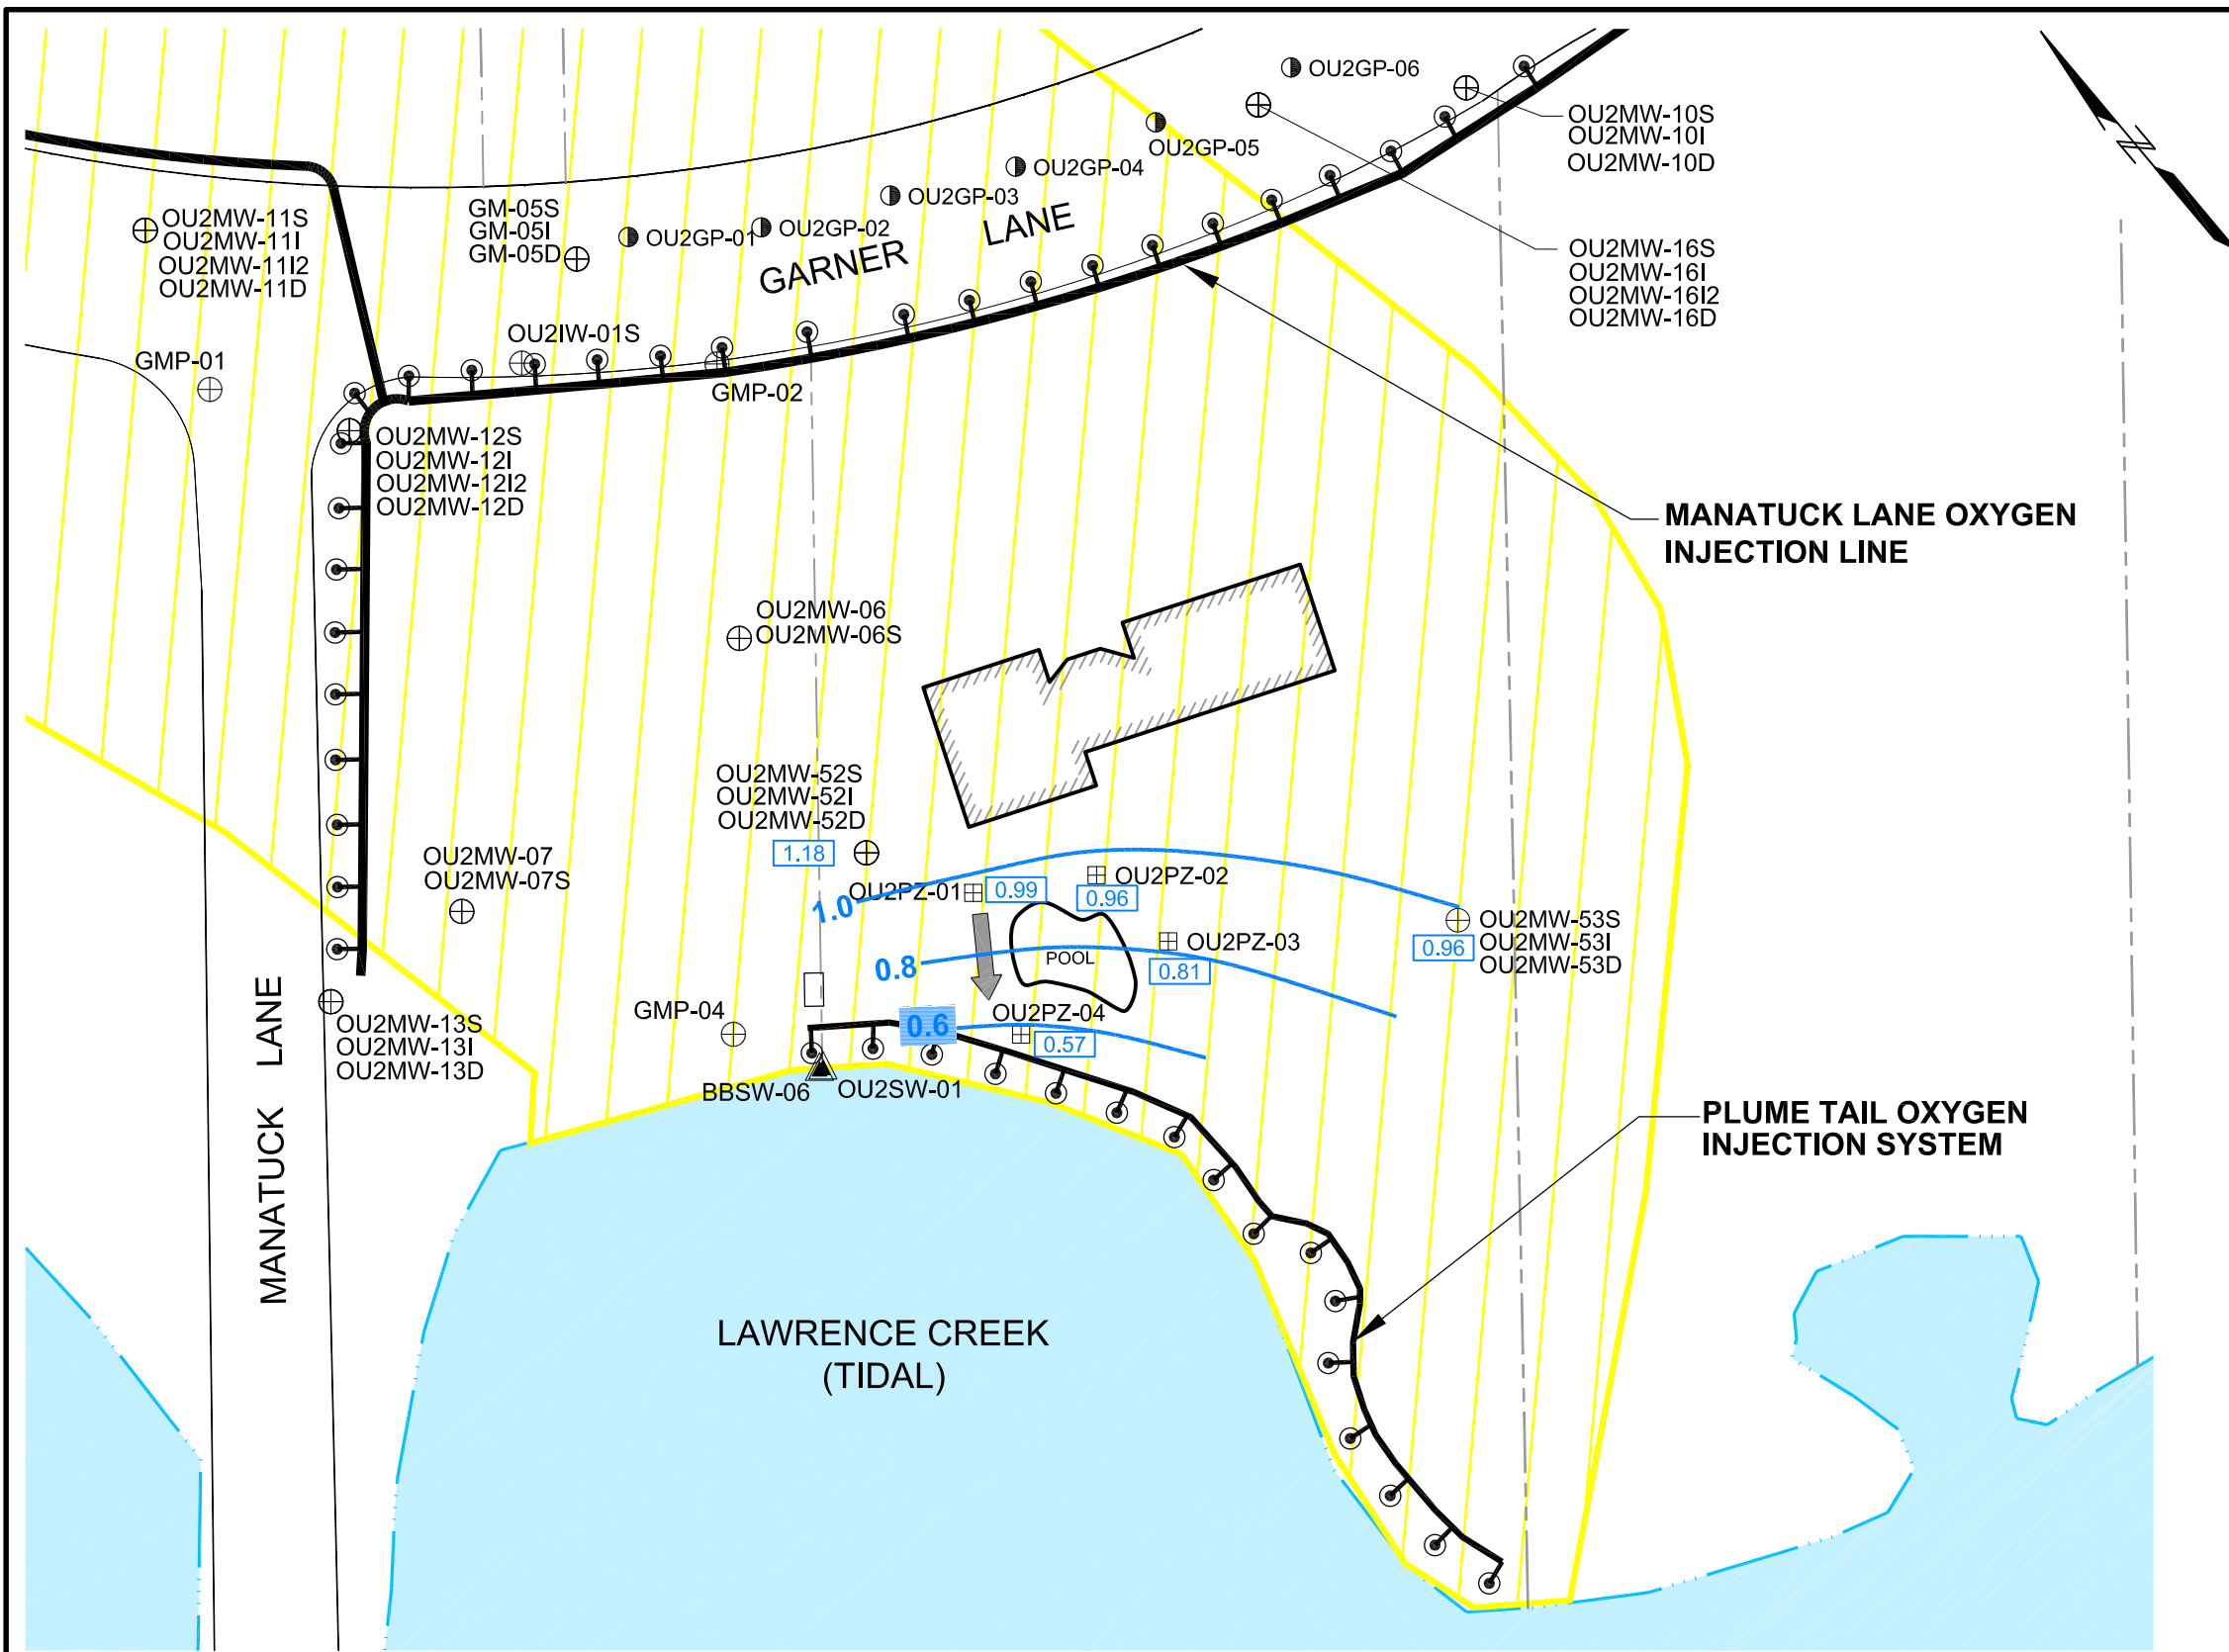 OU2GP-06
OU2MW-10S
OU2MW-10I
OU2MW-10D
N
OU2GP-05
OU2GP-04
OU2GP-03
OU2GP-02
OU2GP-01
GARNER LANE
OU2MW-11S
OU2MW-11I
OU2MW-11I2
OU2MW-11D
GM-05S
GM-05I
GM-05D
OU2MW-16S
OU2MW-16I
OU2MW-16I2
OU2MW-16D
OU2IW-01S
GMP-01
GMP-02
OU2MW-12S
OU2MW-12I
OU2MW-12I2
OU2MW-12D
MANATUCK LANE OXYGEN
INJECTION LINE
OU2MW-06
OU2MW-06S
OU2MW-52S
OU2MW-52I
OU2MW-52D
1.18
OU2MW-07
OU2MW-07S
OU2PZ-01
0.99
OU2PZ-02
0.96
1.0
OU2MW-53S
OU2MW-53I
OU2MW-53D
0.96
OU2PZ-03
0.81
0.8
POOL
GMP-04
0.6
OU2PZ-04
0.57
OU2MW-13S
OU2MW-13I
OU2MW-13D
BBSW-06
OU2SW-01
MANATUCK LANE
PLUME TAIL OXYGEN
INJECTION SYSTEM
LAWRENCE CREEK
(TIDAL)